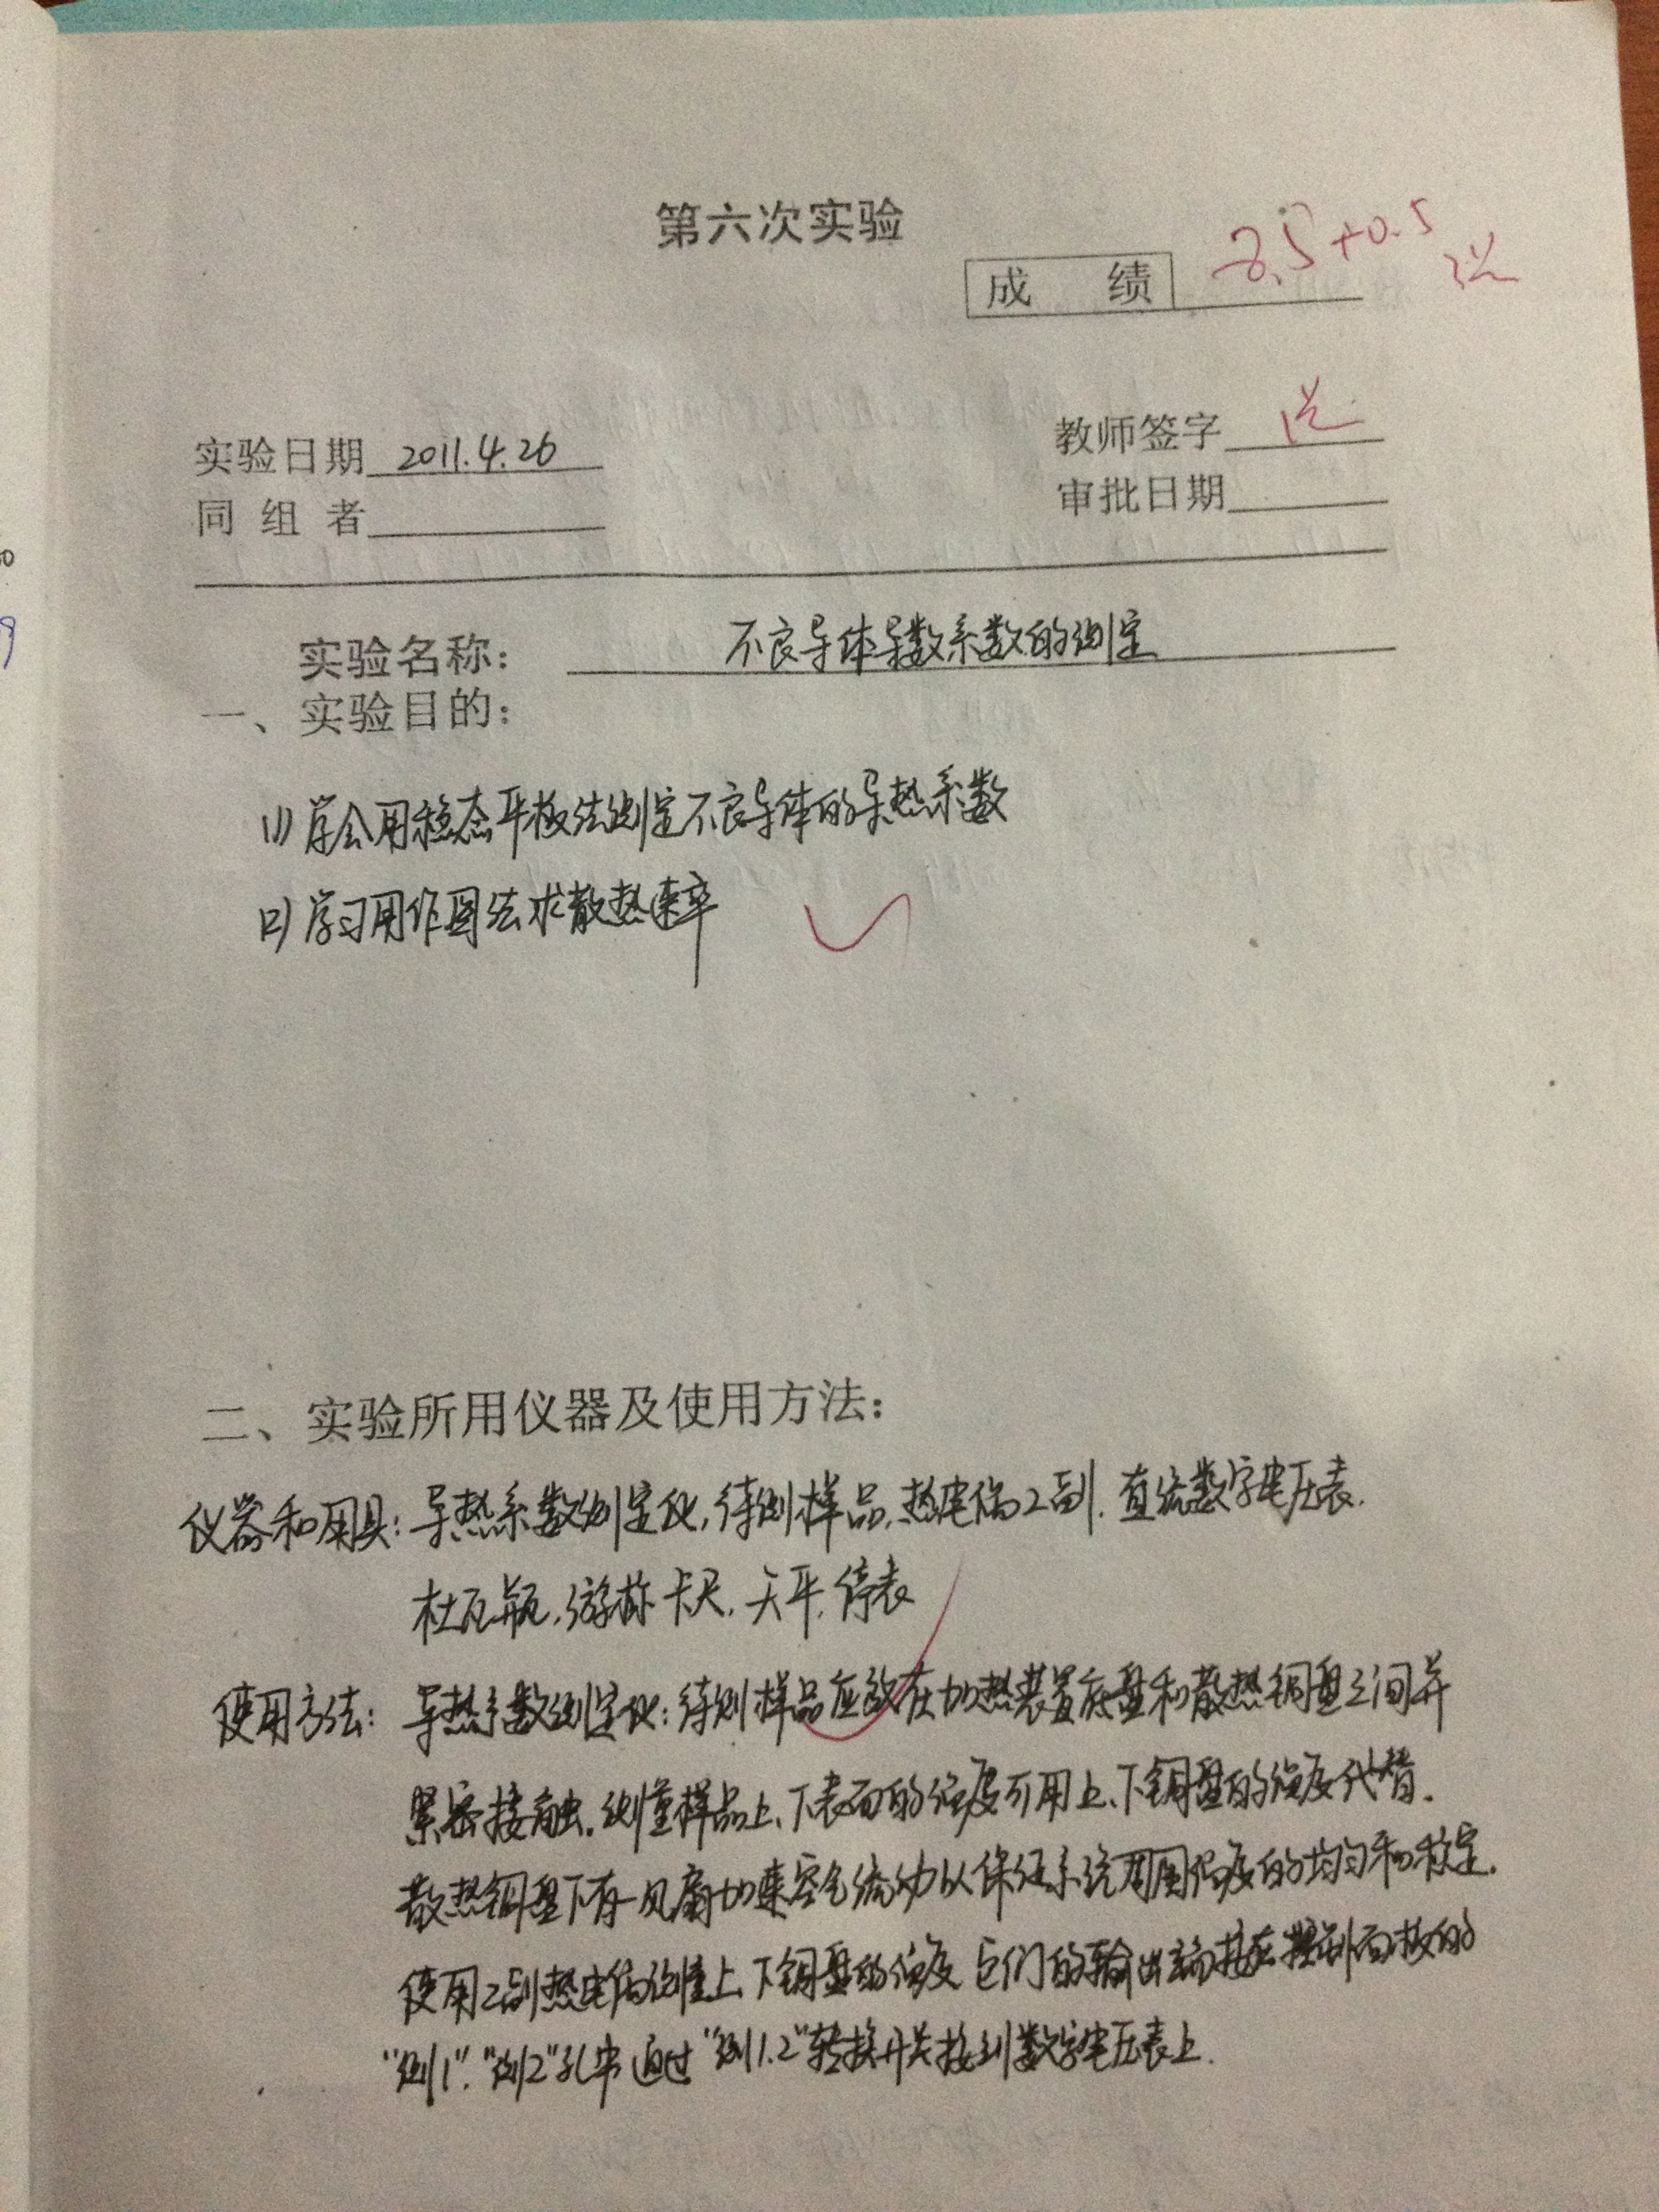 第六次实验
成 绩 8.5+0.5
实验日期 2011.4.26
教师签字
同组者
审批日期
实验名称: 不良导体导数系数的测定
一、实验目的:
(1) 学会用稳态平板法测定不良导体的导热系数
(2) 学习用作图法求散热速率
二、实验所用仪器及使用方法:
仪器和用具: 导热系数测定仪,待测样品,热电偶2副.直流数字电压表.
杜瓦瓶,游标卡尺,天平,停表
使用方法: 导热系数测定仪:待测样品应放在加热装置底盘和散热铜盘之间并
紧密接触.测量样品上、下表面的温度可用上、下铜盘的温度代替.
散热铜盘下有一风扇加速空气流动以保证系统周围温度的均匀和稳定.
使用2副热电偶测量上、下铜盘的温度 它们的输出端接在控制面板的
"测1"."测2"孔中 通过"测1.2"转换开关接到数字电压表上.